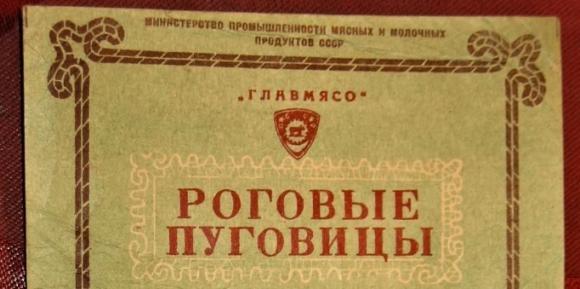 МИНИСТЕРСТВО ПРОМЫШЛЕННОСТИ МЯСНЫХ И МОЛОЧНЫХ
ПРОДУКТОВ СССР
„ГЛАВМЯСО“
РОГОВЫЕ
ПУГОВИЦЫ